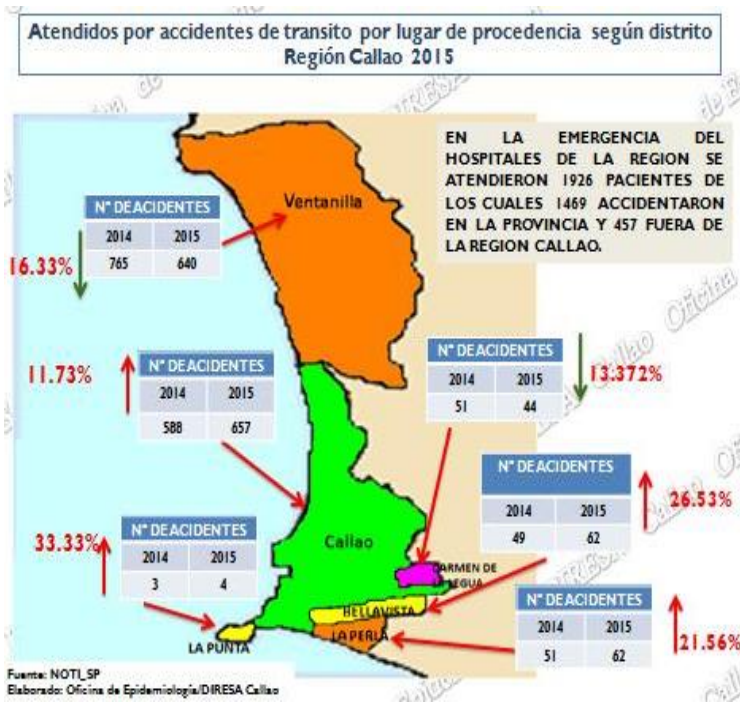 Atendidos por accidentes de transito por lugar de procedencia según distrito
Región Callao 2015
EN LA EMERGENCIA DEL
HOSPITALES DE LA REGION SE
ATENDIERON 1926 PACIENTES DE
LOS CUALES 1469 ACCIDENTARON
EN LA PROVINCIA Y 457 FUERA DE
LA REGION CALLAO.
Ventanilla
N° DEACIDENTES
2014 2015
765 640
16.33%
11.73%
N° DEACIDENTES
2014 2015
588 657
N° DEACIDENTES
2014 2015
51 44
13.372%
N° DEACIDENTES
2014 2015
49 62
26.53%
33.33%
N° DEACIDENTES
2014 2015
3 4
Callao
CARMEN DE
LA LEGUA
BELLAVISTA
LA PERLA
LA PUNTA
N° DEACIDENTES
2014 2015
51 62
21.56%
Fuente: NOTI_SP
Elaborado: Oficina de Epidemiologia/DIRESA Callao